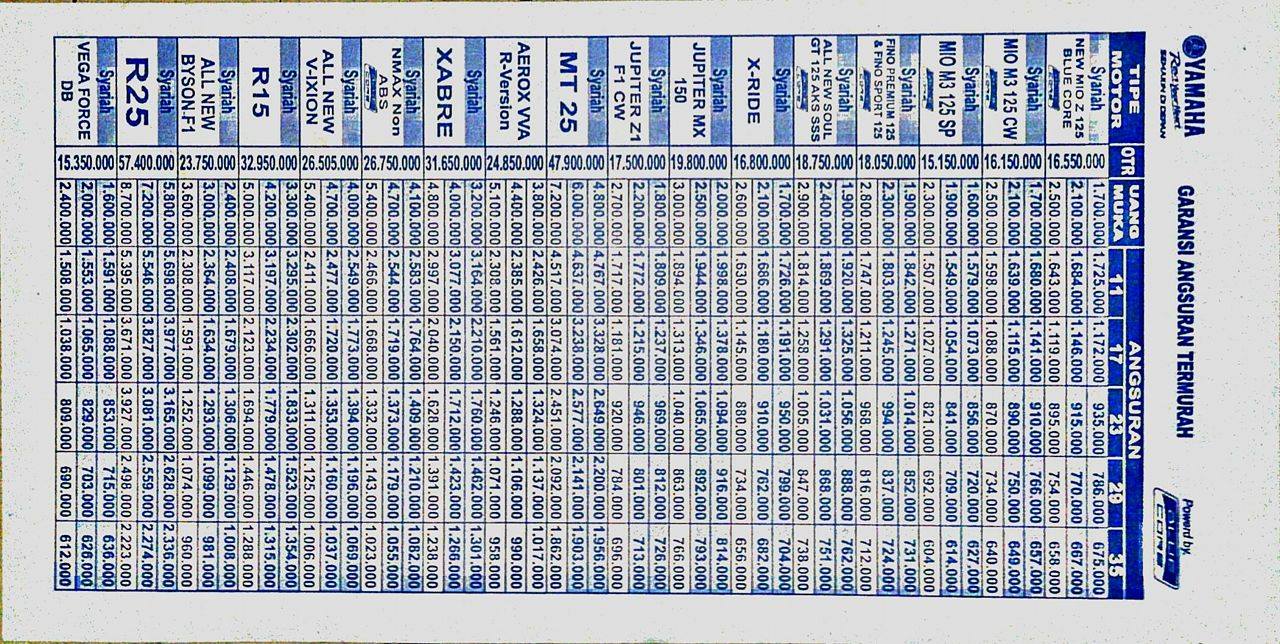 YAMAHA
Revs Your Heart
SEMAKIN DI DEPAN
GARANSI ANGSURAN TERMURAH
Powerd by.
BLUE CORE
TIPE MOTOR OTR UANG MUKA ANGSURAN
11 17 23 29 35
Syariah
NEW MIO Z 125
BLUE CORE
16.550.000
1.700.000 1.725.000 1.172.000 935.000 786.000 675.000
2.100.000 1.684.000 1.146.000 915.000 770.000 667.000
2.500.000 1.643.000 1.119.000 895.000 754.000 658.000
Syariah
MIO M3 125 CW
16.150.000
1.700.000 1.680.000 1.141.000 910.000 766.000 657.000
2.100.000 1.639.000 1.115.000 890.000 750.000 649.000
2.500.000 1.598.000 1.088.000 870.000 734.000 640.000
Syariah
MIO M3 125 SP
15.150.000
1.600.000 1.579.000 1.073.000 856.000 720.000 627.000
1.900.000 1.549.000 1.054.000 841.000 709.000 614.000
2.300.000 1.507.000 1.027.000 821.000 692.000 604.000
Syariah
FINO PREMIUM 125
& FINO SPORT 125
18.050.000
1.900.000 1.842.000 1.271.000 1.014.000 852.000 731.000
2.300.000 1.803.000 1.245.000 994.000 837.000 724.000
2.800.000 1.747.000 1.211.000 968.000 816.000 712.000
Syariah
ALL NEW SOUL
GT 125 AKS SSS
18.750.000
1.900.000 1.920.000 1.325.000 1.056.000 888.000 762.000
2.400.000 1.869.000 1.291.000 1.031.000 868.000 751.000
2.900.000 1.814.000 1.258.000 1.005.000 847.000 738.000
Syariah
X-RIDE
16.800.000
1.700.000 1.726.000 1.191.000 950.000 799.000 704.000
2.100.000 1.686.000 1.180.000 910.000 762.000 682.000
2.600.000 1.630.000 1.145.000 880.000 734.000 656.000
Syariah
JUPITER MX
150
19.800.000
2.000.000 1.998.000 1.378.000 1.094.000 916.000 814.000
2.500.000 1.944.000 1.346.000 1.065.000 892.000 793.000
3.000.000 1.894.000 1.313.000 1.040.000 863.000 766.000
Syariah
JUPITER Z1
F1 CW
17.500.000
1.800.000 1.809.000 1.237.000 969.000 812.000 726.000
2.200.000 1.772.000 1.215.000 946.000 801.000 713.000
2.700.000 1.717.000 1.181.000 920.000 784.000 696.000
Syariah
MT 25
47.900.000
4.800.000 4.767.000 3.328.000 2.649.000 2.200.000 1.956.000
6.000.000 4.637.000 3.238.000 2.577.000 2.141.000 1.903.000
7.200.000 4.517.000 3.074.000 2.451.000 2.092.000 1.862.000
AEROX VVA
R-Version
24.850.000
3.800.000 2.426.000 1.658.000 1.324.000 1.137.000 1.017.000
4.400.000 2.385.000 1.612.000 1.288.000 1.106.000 990.000
5.100.000 2.308.000 1.561.000 1.246.000 1.071.000 958.000
Syariah
XABRE
31.650.000
3.200.000 3.164.000 2.210.000 1.760.000 1.462.000 1.301.000
4.000.000 3.077.000 2.150.000 1.712.000 1.423.000 1.266.000
4.800.000 2.997.000 2.040.000 1.628.000 1.391.000 1.238.000
Syariah
NMAX Non
ABS
26.750.000
4.100.000 2.583.000 1.764.000 1.409.000 1.210.000 1.082.000
4.700.000 2.544.000 1.719.000 1.373.000 1.179.000 1.055.000
5.400.000 2.466.000 1.668.000 1.332.000 1.143.000 1.023.000
Syariah
ALL NEW
V-IXION
26.505.000
4.000.000 2.549.000 1.773.000 1.394.000 1.196.000 1.069.000
4.700.000 2.477.000 1.720.000 1.353.000 1.160.000 1.037.000
5.400.000 2.411.000 1.666.000 1.311.000 1.125.000 1.006.000
Syariah
R15
32.950.000
3.300.000 3.295.000 2.302.000 1.833.000 1.523.000 1.354.000
4.200.000 3.197.000 2.234.000 1.779.000 1.478.000 1.315.000
5.000.000 3.117.000 2.123.000 1.694.000 1.446.000 1.288.000
Syariah
ALL NEW
BYSON-F1
23.750.000
2.400.000 2.408.000 1.679.000 1.306.000 1.129.000 1.008.000
3.000.000 2.364.000 1.634.000 1.293.000 1.099.000 981.000
3.600.000 2.308.000 1.591.000 1.252.000 1.074.000 960.000
Syariah
R25
57.400.000
5.800.000 5.698.000 3.977.000 3.165.000 2.628.000 2.336.000
7.200.000 5.546.000 3.827.000 3.081.000 2.559.000 2.274.000
8.700.000 5.395.000 3.671.000 3.927.000 2.498.000 2.223.000
Syariah
VEGA FORCE
DB
15.350.000
1.600.000 1.591.000 1.088.000 853.000 715.000 636.000
2.000.000 1.553.000 1.065.000 829.000 703.000 626.000
2.400.000 1.508.000 1.038.000 809.000 690.000 612.000